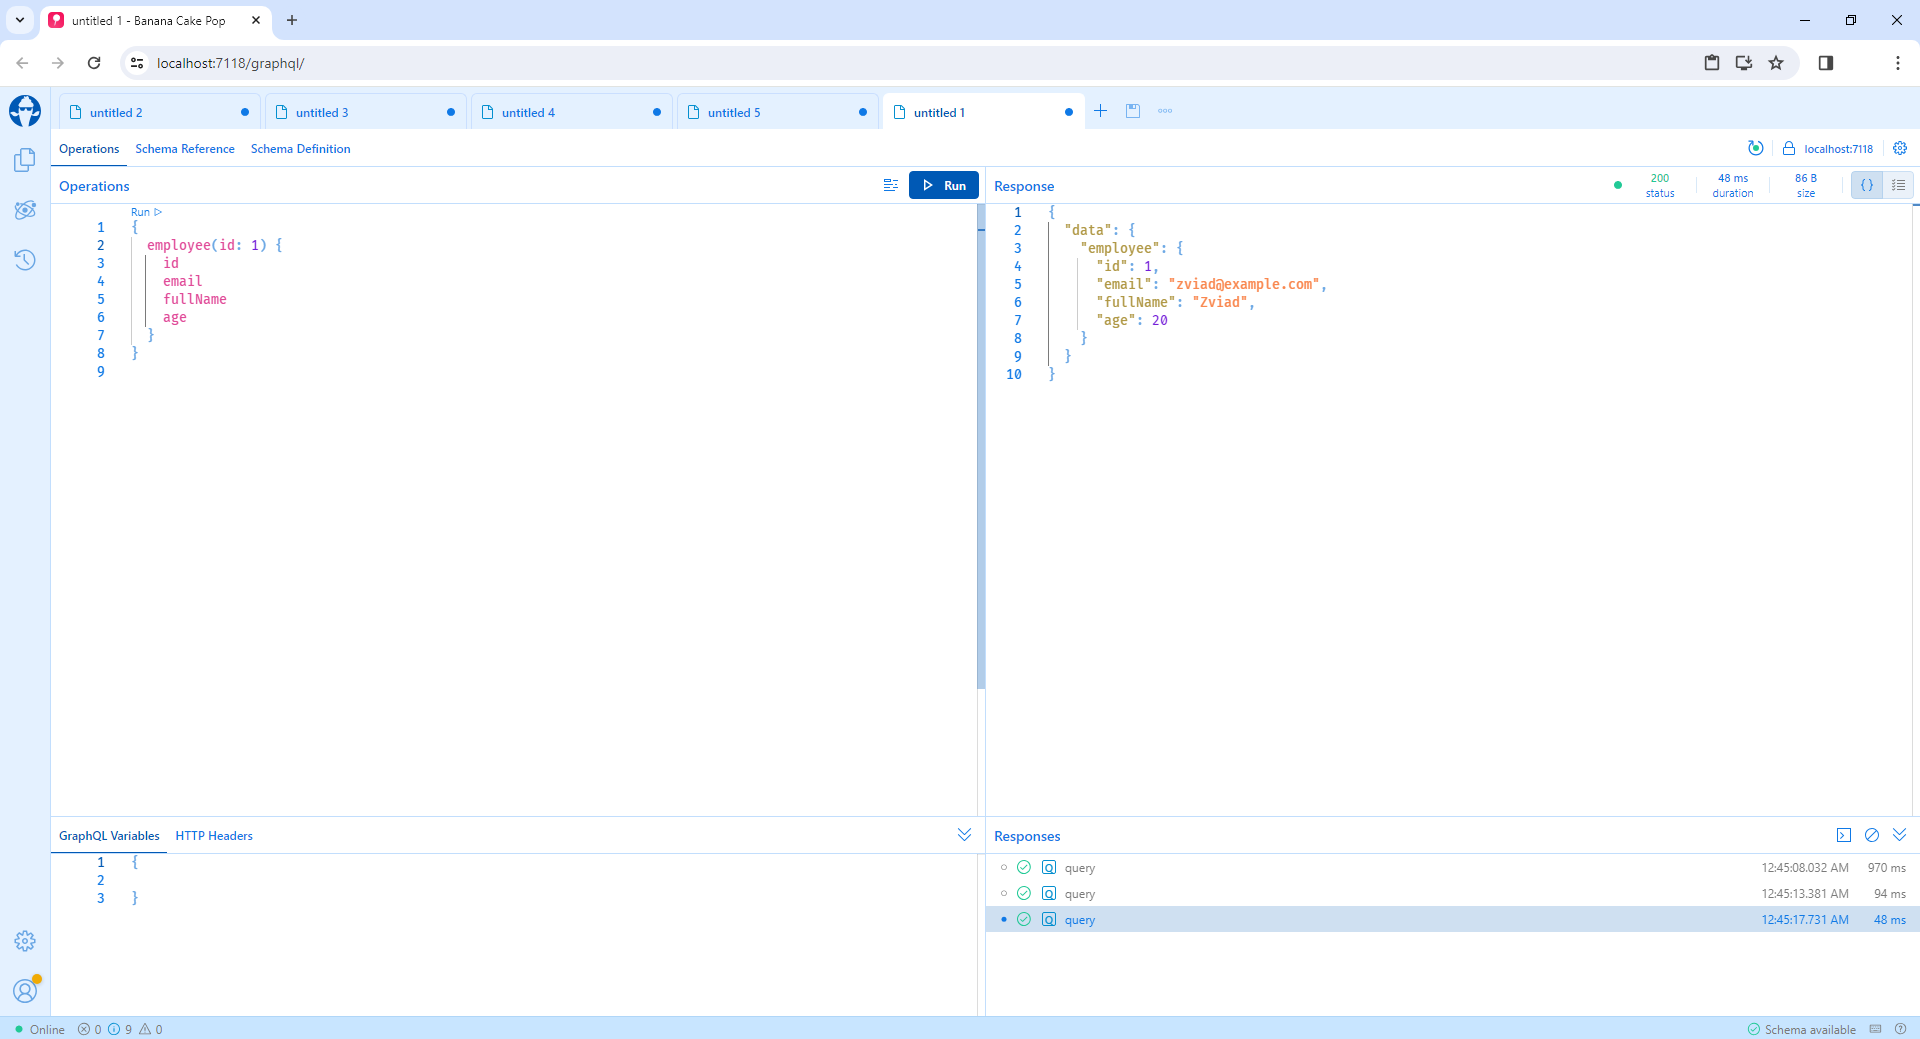 untitled 1 - Banana Cake Pop
localhost:7118/graphql/
untitled 2
untitled 3
untitled 4
untitled 5
untitled 1
Operations Schema Reference Schema Definition
localhost:7118
Operations
Run
Run
1 {
2 employee(id: 1) {
3 id
4 email
5 fullName
6 age
7 }
8 }
9
Response
200 status
48 ms duration
86 B size
{ }
1 {
2 "data": {
3 "employee": {
4 "id": 1,
5 "email": "zviad@example.com",
6 "fullName": "Zviad",
7 "age": 20
8 }
9 }
10 }
GraphQL Variables HTTP Headers
1 {
2
3 }
Responses
Q query 12:45:08.032 AM 970 ms
Q query 12:45:13.381 AM 94 ms
Q query 12:45:17.731 AM 48 ms
Online 0 9 0
Schema available